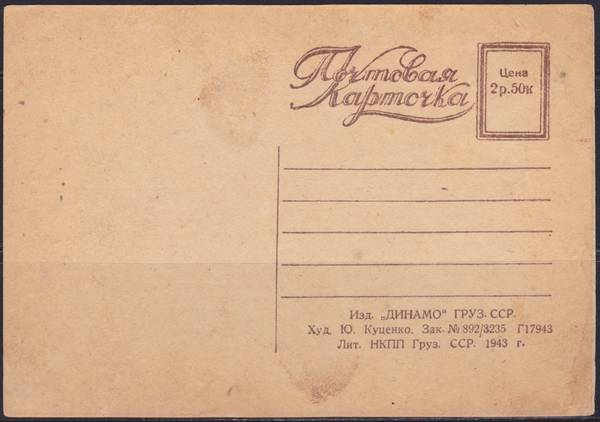 Почтовая
Карточка
Цена
2р.50к
Изд. „ДИНАМО“ ГРУЗ. ССР.
Худ. Ю. Куценко. Зак. № 892/3235 Г17943
Лит. НКПП Груз. ССР. 1943 г.